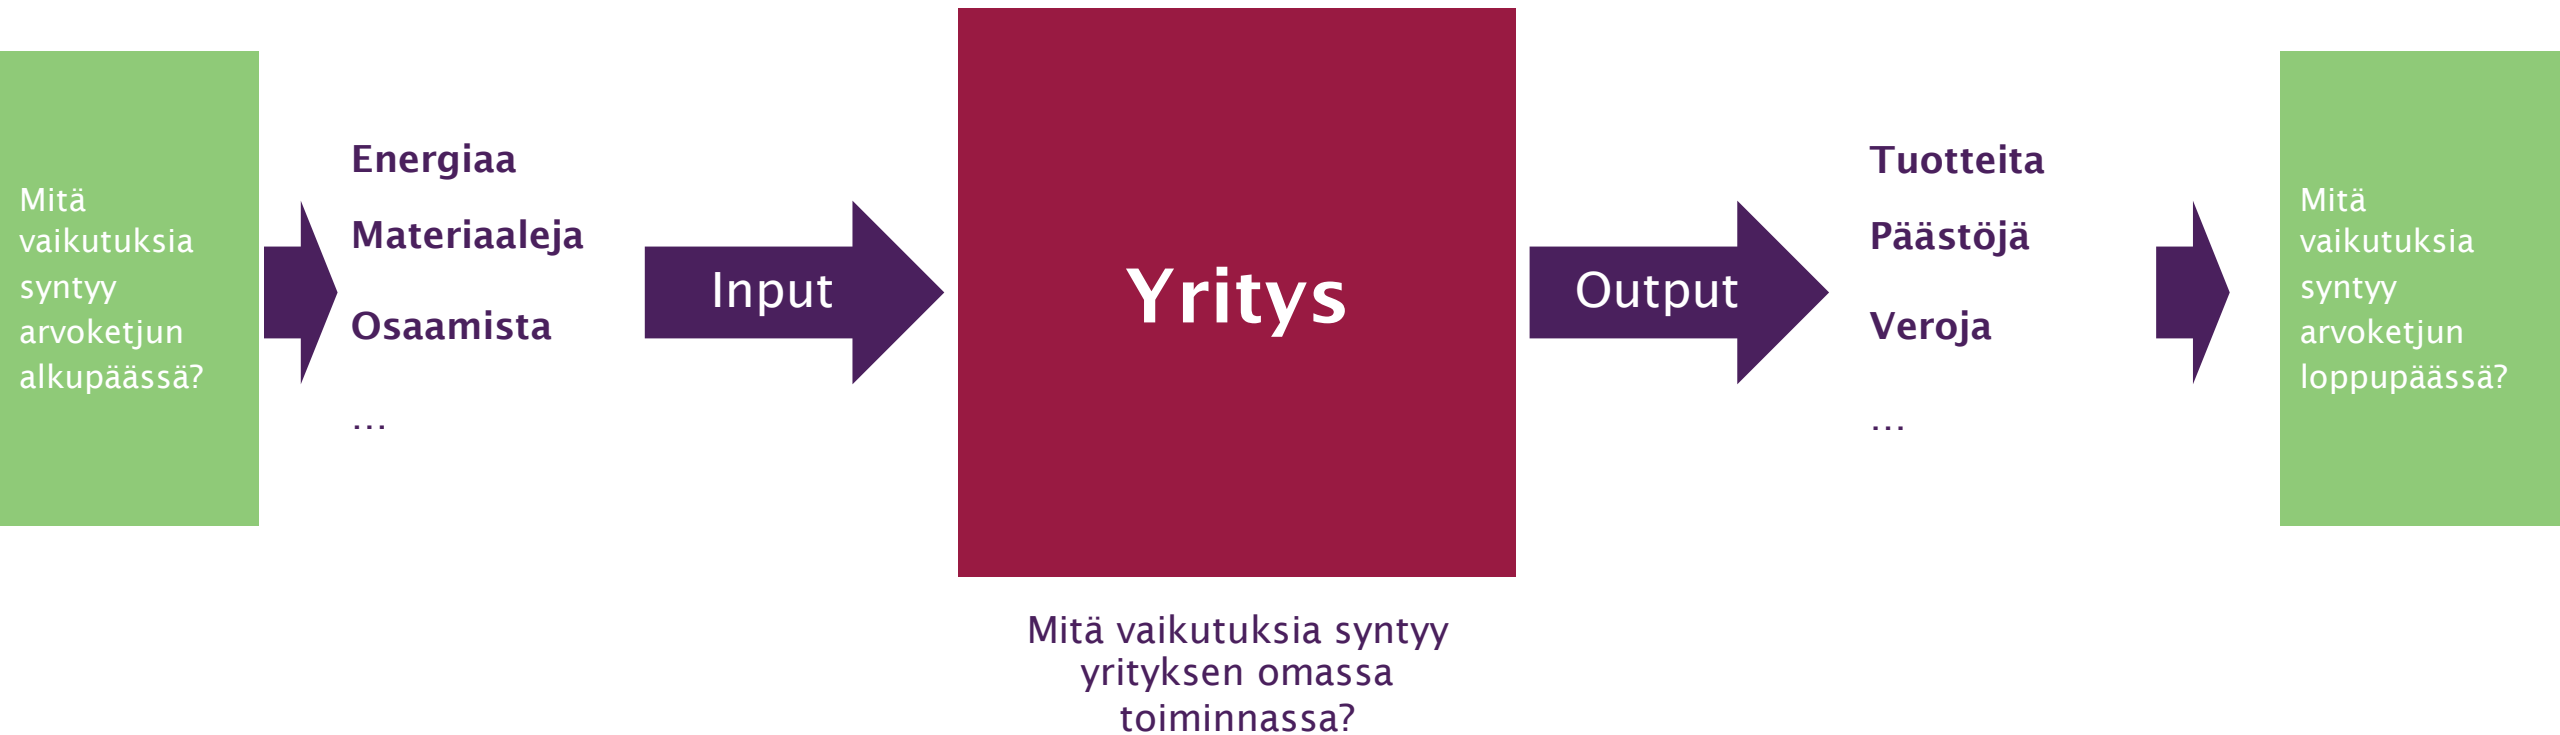 Mitä
vaikutuksia
syntyy
arvoketjun
alkupäässä?
Energiaa
Materiaaleja
Osaamista
...
Input
Yritys
Mitä vaikutuksia syntyy
yrityksen omassa
toiminnassa?
Output
Tuotteita
Päästöjä
Veroja
...
Mitä
vaikutuksia
syntyy
arvoketjun
loppupäässä?